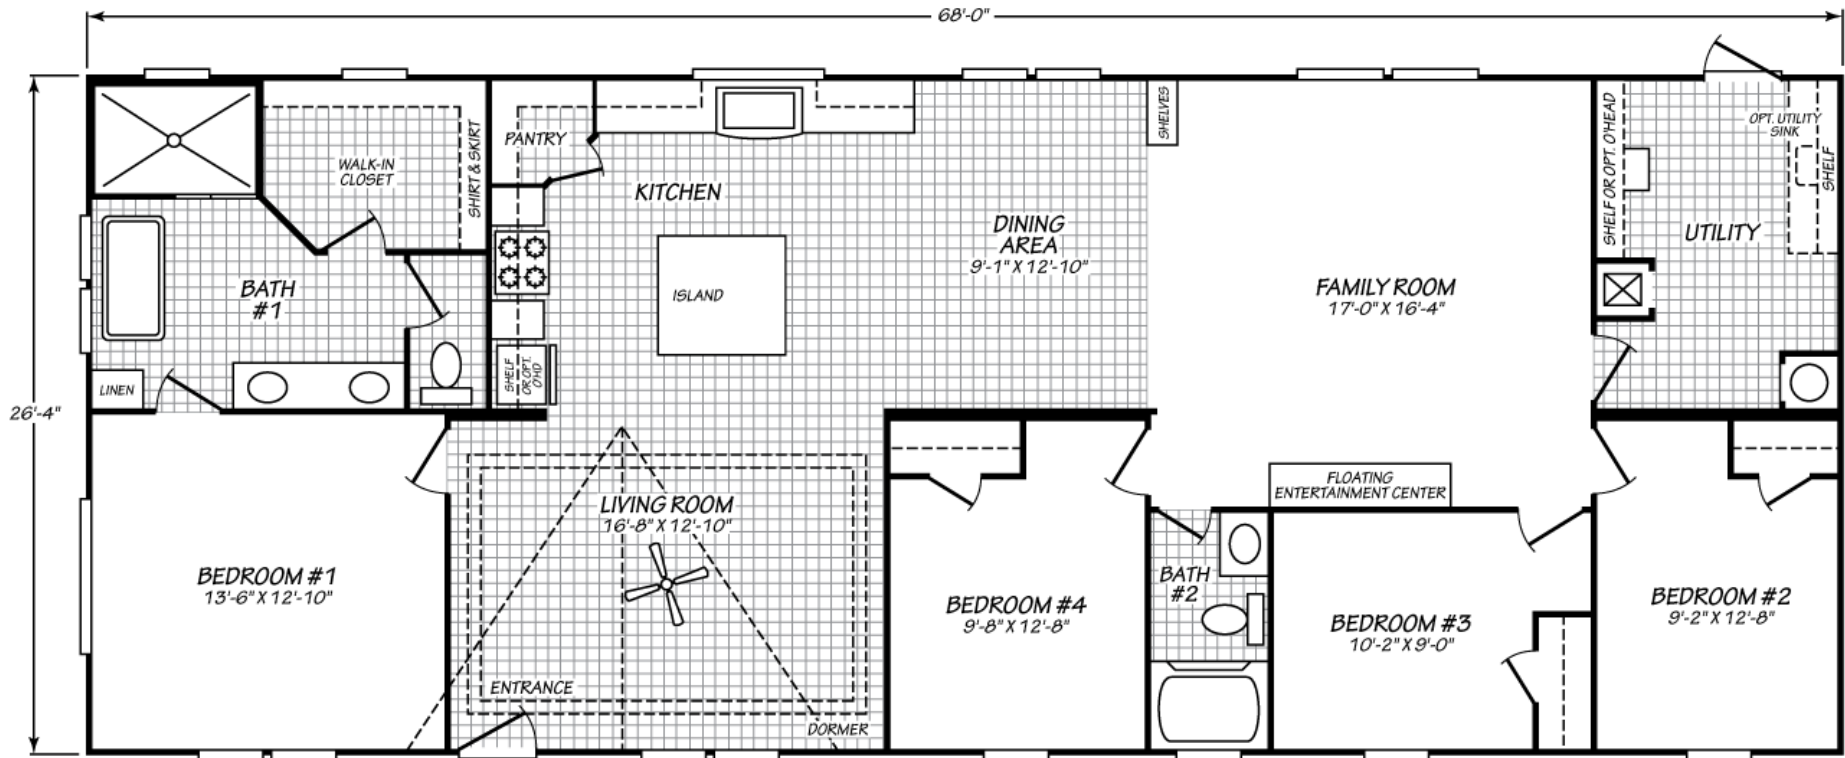 68'-0"
26'-4"
WALK-IN
CLOSET
SHIRT & SKIRT
PANTRY
KITCHEN
SHELVES
DINING
AREA
9'-1" X 12'-10"
ISLAND
FAMILY ROOM
17'-0" X 16'-4"
SHELF OR OPT. O'HEAD
OPT. UTILITY
SINK
SHELF
UTILITY
BATH
#1
LINEN
SHELF
OR OPT.
O'HD
FLOATING
ENTERTAINMENT CENTER
LIVING ROOM
16'-8" X 12'-10"
BEDROOM #1
13'-6" X 12'-10"
BEDROOM #4
9'-8" X 12'-8"
BATH
#2
BEDROOM #3
10'-2" X 9'-0"
BEDROOM #2
9'-2" X 12'-8"
ENTRANCE
DORMER